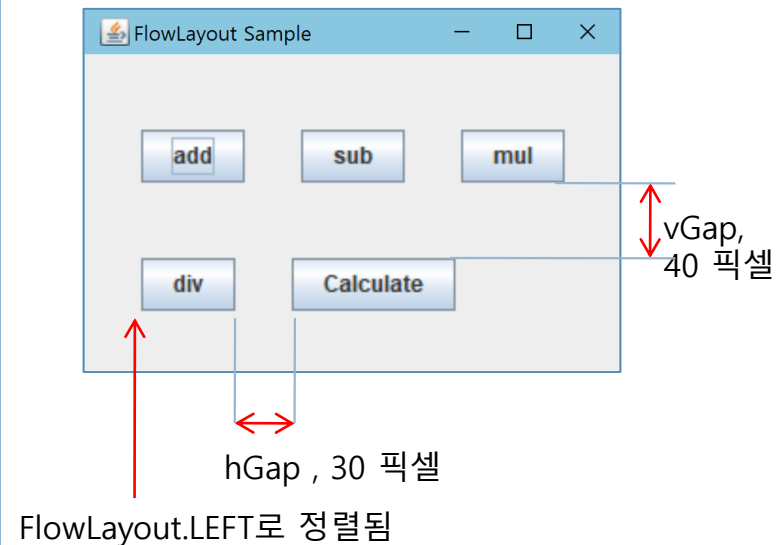 FlowLayout Sample
add
sub
mul
vGap,
40 픽셀
div
Calculate
hGap , 30 픽셀
FlowLayout.LEFT로 정렬됨